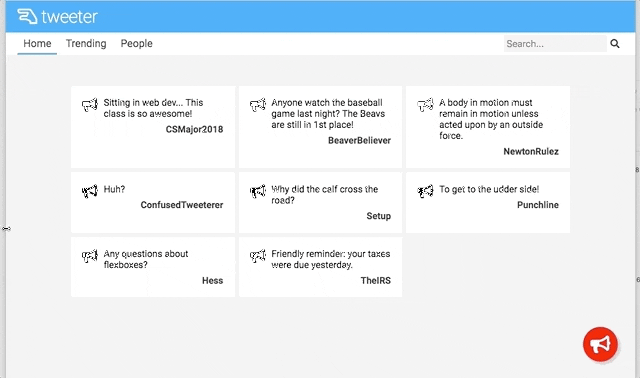 tweeter
Home Trending People Search...
Sitting in web dev... This
class is so awesome!
CSMajor2018
Anyone watch the baseball
game last night? The Beavs
are still in 1st place!
BeaverBeliever
A body in motion must
remain in motion unless
acted upon by an outside
force.
NewtonRulez
Huh?
ConfusedTweeterer
Why did the calf cross the
road?
Setup
To get to the udder side!
Punchline
Any questions about
flexboxes?
Hess
Friendly reminder: your taxes
were due yesterday.
TheIRS